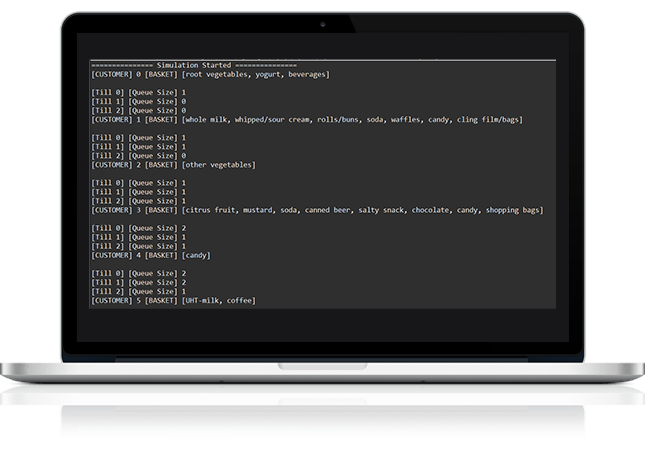 =============== Simulation Started ===============
[CUSTOMER] 0 [BASKET] [root vegetables, yogurt, beverages]
[Till 0] [Queue Size] 1
[Till 1] [Queue Size] 0
[Till 2] [Queue Size] 0
[CUSTOMER] 1 [BASKET] [whole milk, whipped/sour cream, rolls/buns, soda, waffles, candy, cling film/bags]
[Till 0] [Queue Size] 1
[Till 1] [Queue Size] 1
[Till 2] [Queue Size] 0
[CUSTOMER] 2 [BASKET] [other vegetables]
[Till 0] [Queue Size] 1
[Till 1] [Queue Size] 1
[Till 2] [Queue Size] 1
[CUSTOMER] 3 [BASKET] [citrus fruit, mustard, soda, canned beer, salty snack, chocolate, candy, shopping bags]
[Till 0] [Queue Size] 2
[Till 1] [Queue Size] 1
[Till 2] [Queue Size] 1
[CUSTOMER] 4 [BASKET] [candy]
[Till 0] [Queue Size] 2
[Till 1] [Queue Size] 2
[Till 2] [Queue Size] 1
[CUSTOMER] 5 [BASKET] [UHT-milk, coffee]